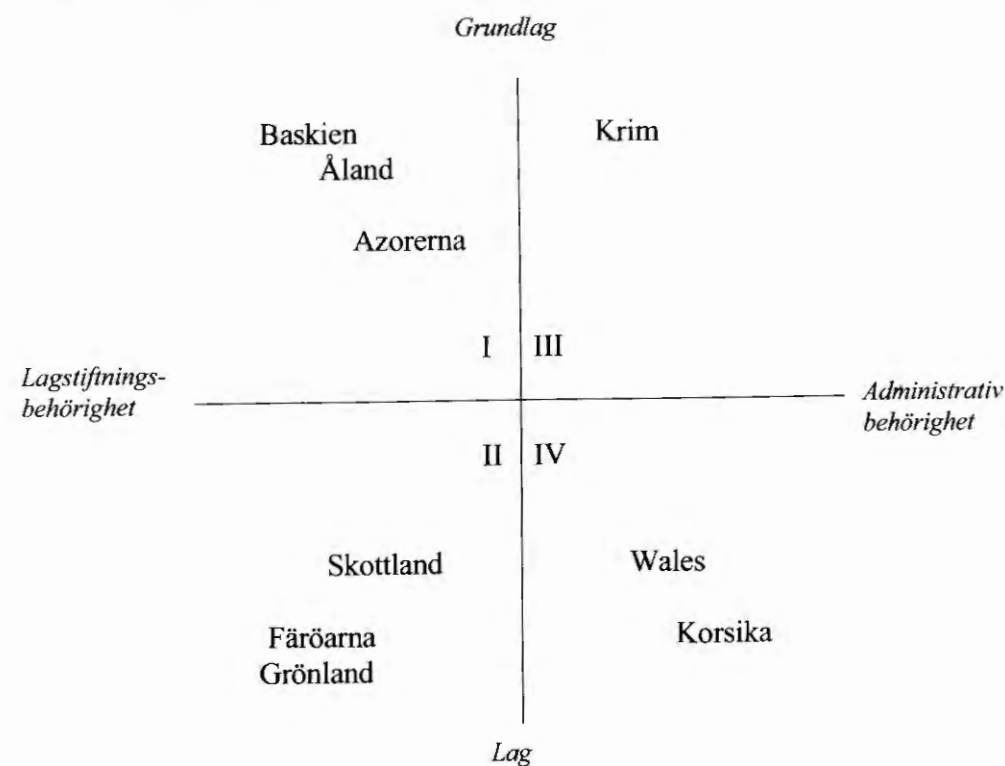 Grundlag
Baskien
Krim
Åland
Azorerna
I
III
Lagstiftnings-
behörighet
Administrativ
behörighet
II
IV
Skottland
Wales
Färöarna
Korsika
Grönland
Lag